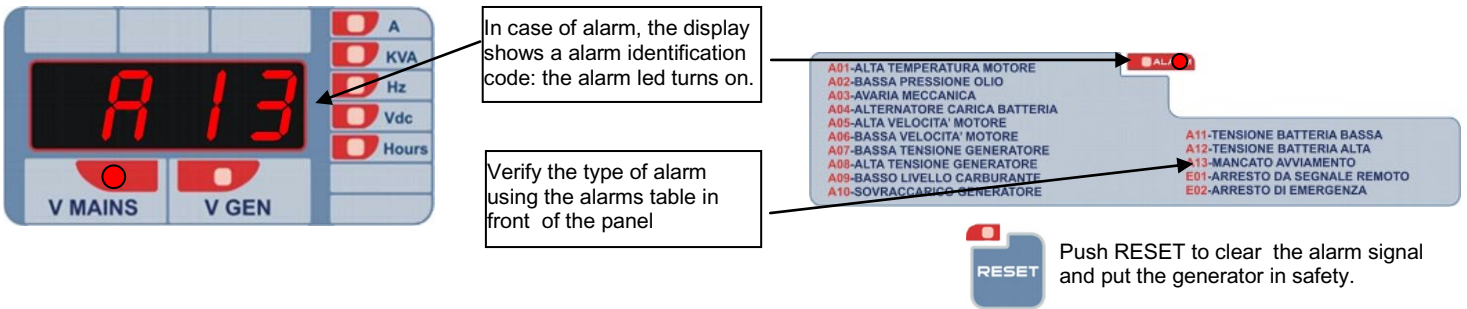 A
KVA
Hz
Vdc
Hours
A13
V MAINS
V GEN
In case of alarm, the display
shows a alarm identification
code: the alarm led turns on.
Verify the type of alarm
using the alarms table in
front of the panel
A01-ALTA TEMPERATURA MOTORE
A02-BASSA PRESSIONE OLIO
A03-AVARIA MECCANICA
A04-ALTERNATORE CARICA BATTERIA
A05-ALTA VELOCITA' MOTORE
A06-BASSA VELOCITA' MOTORE
A07-BASSA TENSIONE GENERATORE
A08-ALTA TENSIONE GENERATORE
A09-BASSO LIVELLO CARBURANTE
A10-SOVRACCARICO GENERATORE
A11-TENSIONE BATTERIA BASSA
A12-TENSIONE BATTERIA ALTA
A13-MANCATO AVVIAMENTO
E01-ARRESTO DA SEGNALE REMOTO
E02-ARRESTO DI EMERGENZA
RESET
Push RESET to clear the alarm signal
and put the generator in safety.